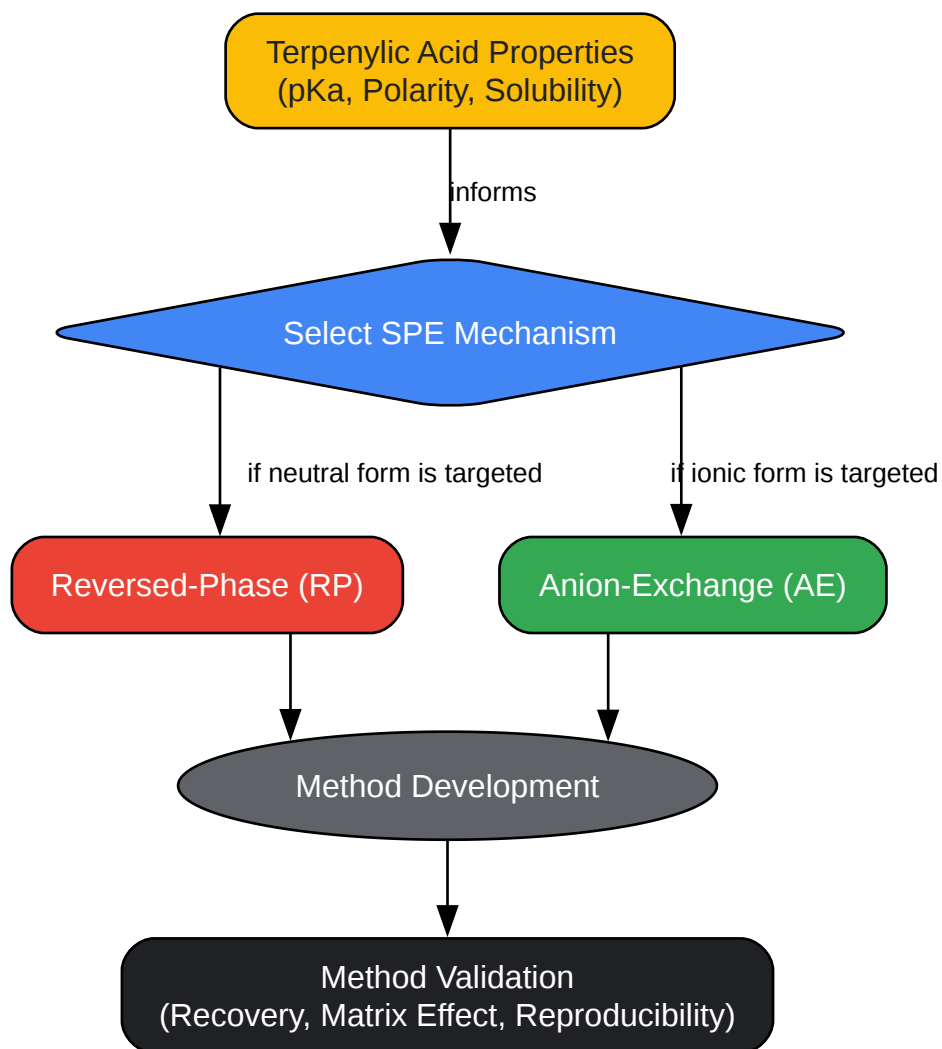 Terpenylic Acid Properties
(pKa, Polarity, Solubility)
informs
Select SPE Mechanism
if neutral form is targeted
if ionic form is targeted
Reversed-Phase (RP)
Anion-Exchange (AE)
Method Development
Method Validation
(Recovery, Matrix Effect, Reproducibility)